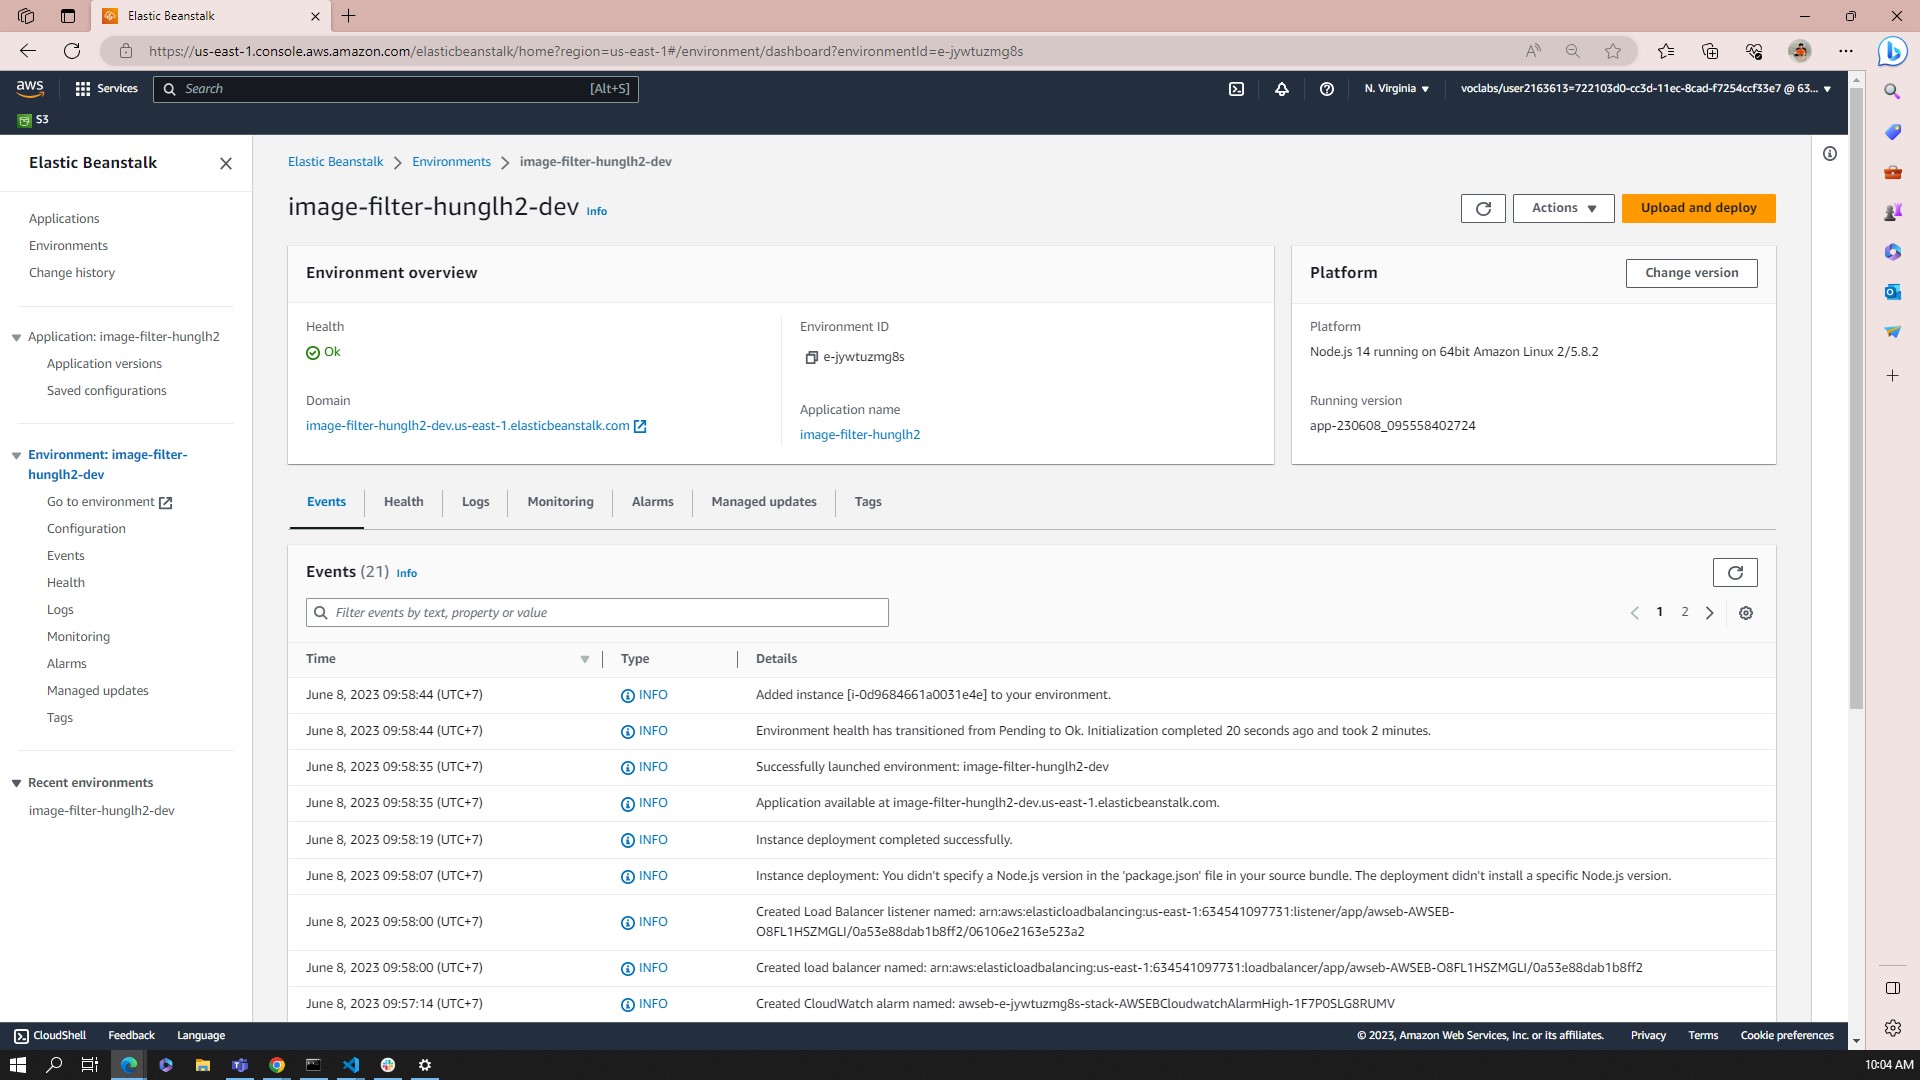 Elastic Beanstalk
https://us-east-1.console.aws.amazon.com/elasticbeanstalk/home?region=us-east-1#/environment/dashboard?environmentId=e-jywtuzmg8s
aws
Services
Search
[Alt+S]
N. Virginia
voclabs/user2163613=722103d0-cc3d-11ec-8cad-f7254ccf33e7 @ 63...
S3
Elastic Beanstalk
Applications
Environments
Change history
Application: image-filter-hunglh2
Application versions
Saved configurations
Environment: image-filter-
hunglh2-dev
Go to environment
Configuration
Events
Health
Logs
Monitoring
Alarms
Managed updates
Tags
Recent environments
image-filter-hunglh2-dev
Elastic Beanstalk
Environments
image-filter-hunglh2-dev
image-filter-hunglh2-dev Info
Actions
Upload and deploy
Environment overview
Health
Ok
Domain
image-filter-hunglh2-dev.us-east-1.elasticbeanstalk.com
Environment ID
e-jywtuzmg8s
Application name
image-filter-hunglh2
Platform
Change version
Platform
Node.js 14 running on 64bit Amazon Linux 2/5.8.2
Running version
app-230608_095558402724
Events
Health
Logs
Monitoring
Alarms
Managed updates
Tags
Events (21) Info
Filter events by text, property or value
1 2
Time Type Details
June 8, 2023 09:58:44 (UTC+7) INFO Added instance [i-0d9684661a0031e4e] to your environment.
June 8, 2023 09:58:44 (UTC+7) INFO Environment health has transitioned from Pending to Ok. Initialization completed 20 seconds ago and took 2 minutes.
June 8, 2023 09:58:35 (UTC+7) INFO Successfully launched environment: image-filter-hunglh2-dev
June 8, 2023 09:58:35 (UTC+7) INFO Application available at image-filter-hunglh2-dev.us-east-1.elasticbeanstalk.com.
June 8, 2023 09:58:19 (UTC+7) INFO Instance deployment completed successfully.
June 8, 2023 09:58:07 (UTC+7) INFO Instance deployment: You didn't specify a Node.js version in the 'package.json' file in your source bundle. The deployment didn't install a specific Node.js version.
June 8, 2023 09:58:00 (UTC+7) INFO Created Load Balancer listener named: arn:aws:elasticloadbalancing:us-east-1:634541097731:listener/app/awseb-AWSEB-
O8FL1HSZMGLI/0a53e88dab1b8ff2/06106e2163e523a2
June 8, 2023 09:58:00 (UTC+7) INFO Created load balancer named: arn:aws:elasticloadbalancing:us-east-1:634541097731:loadbalancer/app/awseb-AWSEB-O8FL1HSZMGLI/0a53e88dab1b8ff2
June 8, 2023 09:57:14 (UTC+7) INFO Created CloudWatch alarm named: awseb-e-jywtuzmg8s-stack-AWSEBCloudwatchAlarmHigh-1F7P0SLG8RUMV
CloudShell
Feedback
Language
© 2023, Amazon Web Services, Inc. or its affiliates.
Privacy
Terms
Cookie preferences
10:04 AM